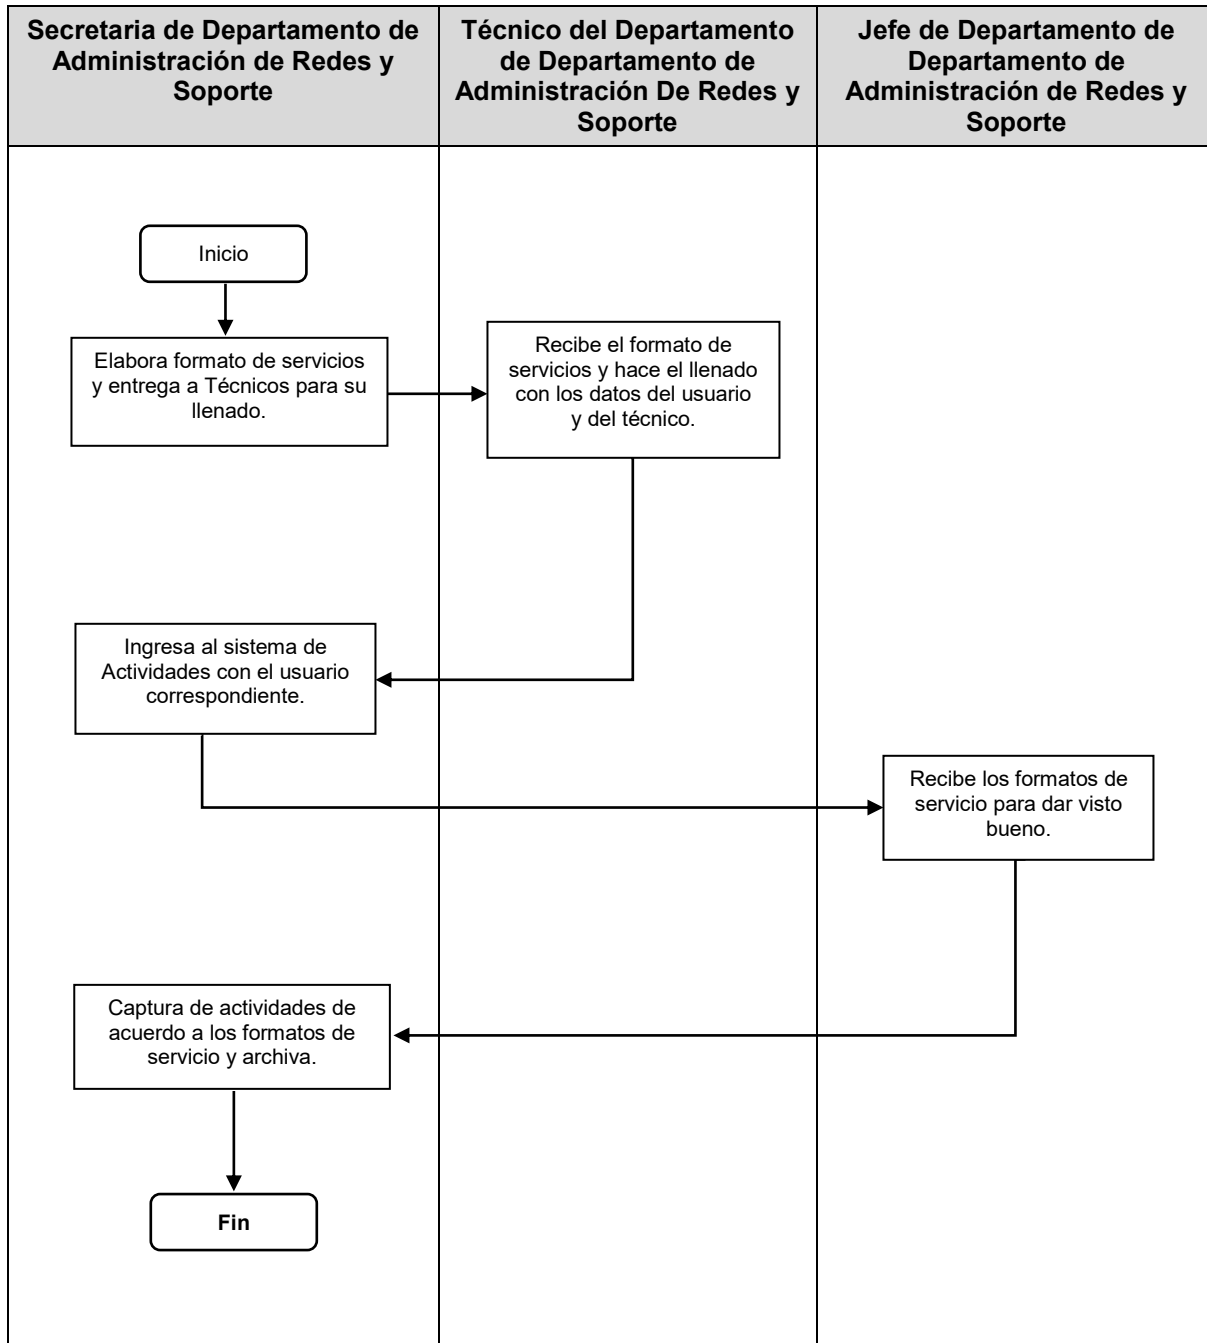 Secretaria de Departamento de
Administración de Redes y
Soporte
Técnico del Departamento
de Departamento de
Administración De Redes y
Soporte
Jefe de Departamento de
Departamento de
Administración de Redes y
Soporte
Inicio
Elabora formato de servicios
y entrega a Técnicos para su
llenado.
Recibe el formato de
servicios y hace el llenado
con los datos del usuario
y del técnico.
Ingresa al sistema de
Actividades con el usuario
correspondiente.
Recibe los formatos de
servicio para dar visto
bueno.
Captura de actividades de
acuerdo a los formatos de
servicio y archiva.
Fin